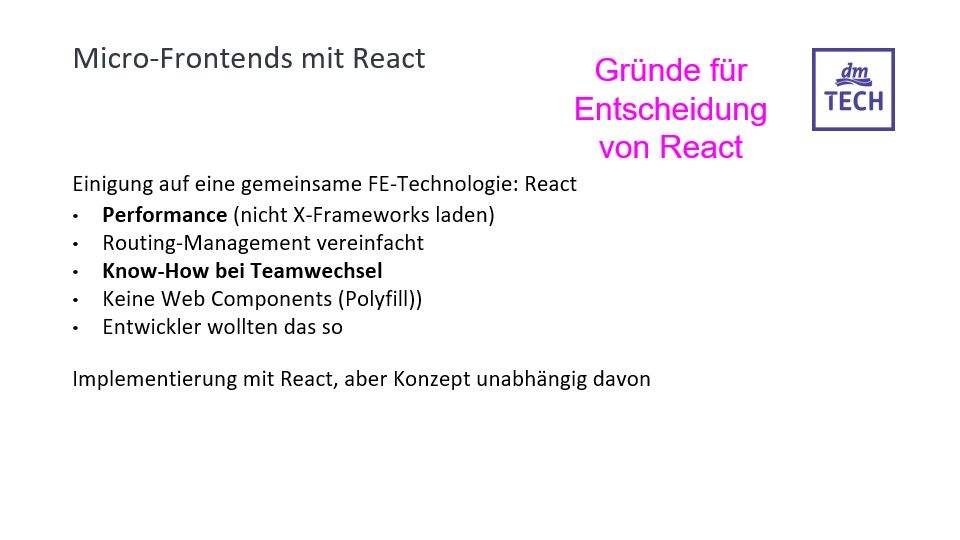 Micro-Frontends mit React
Gründe für
Entscheidung
von React
dm
TECH
Einigung auf eine gemeinsame FE-Technologie: React
• Performance (nicht X-Frameworks laden)
• Routing-Management vereinfacht
• Know-How bei Teamwechsel
• Keine Web Components (Polyfill))
• Entwickler wollten das so
Implementierung mit React, aber Konzept unabhängig davon